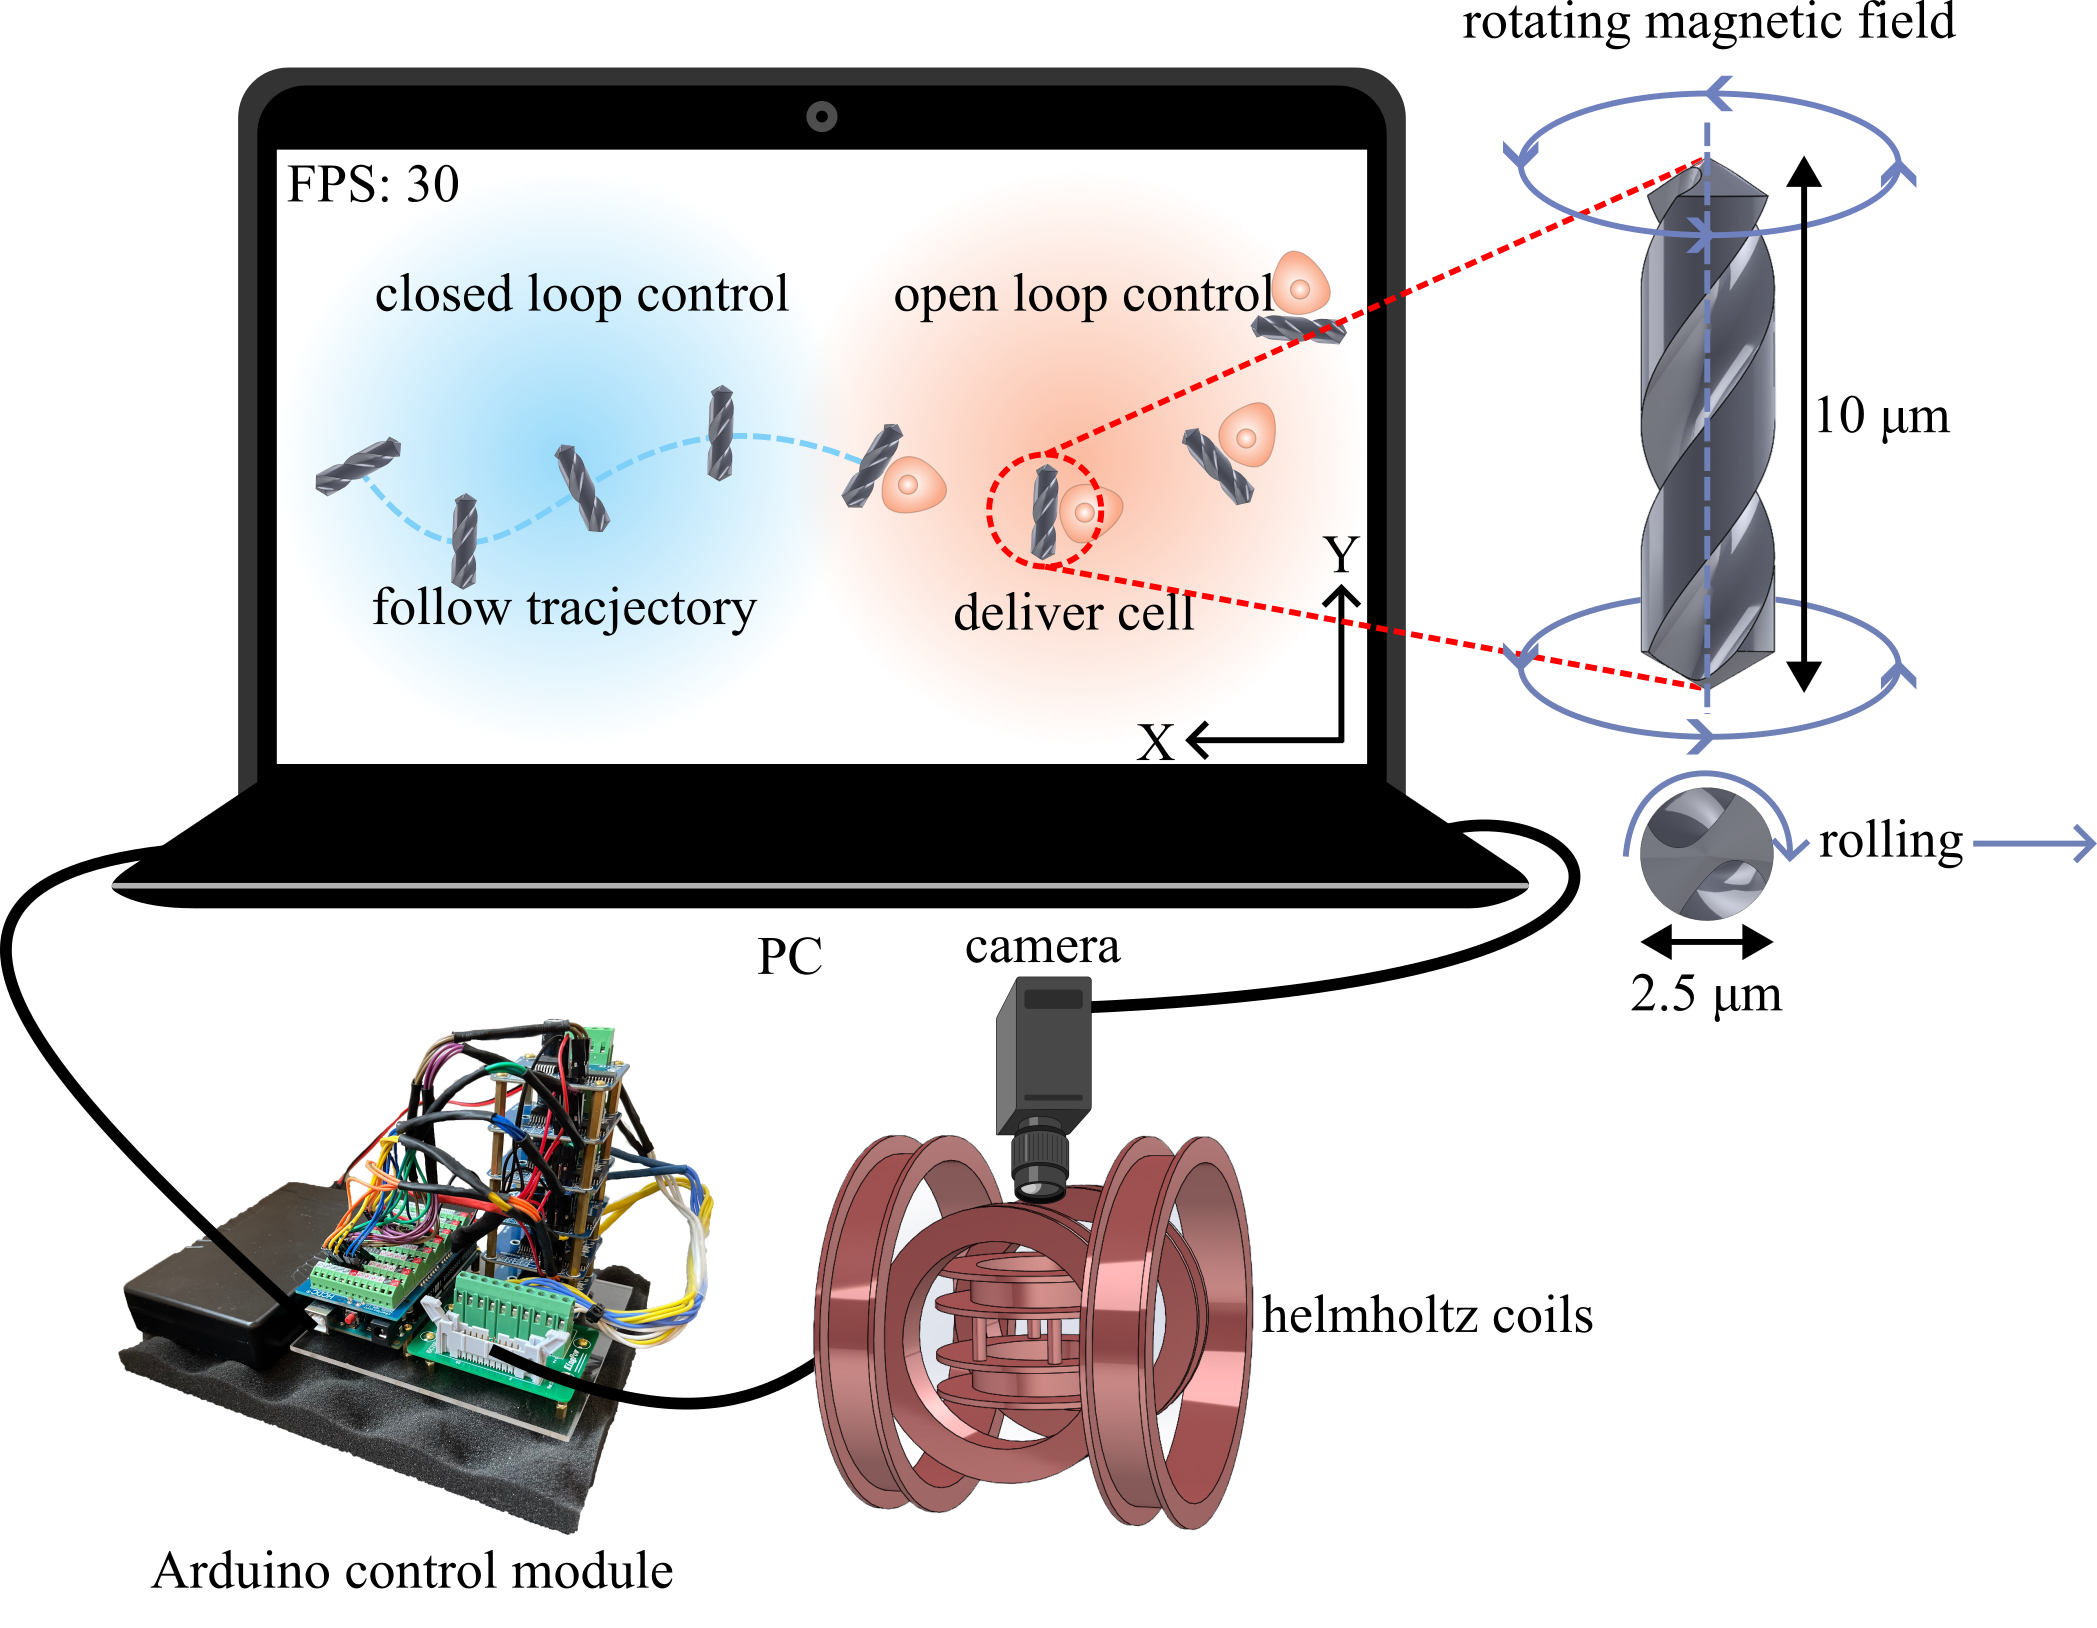 rotating magnetic field
FPS: 30
closed loop control
open loop control
10 μm
Y
follow tracjectory
deliver cell
X
rolling
PC
camera
2.5 μm
helmholtz coils
Arduino control module